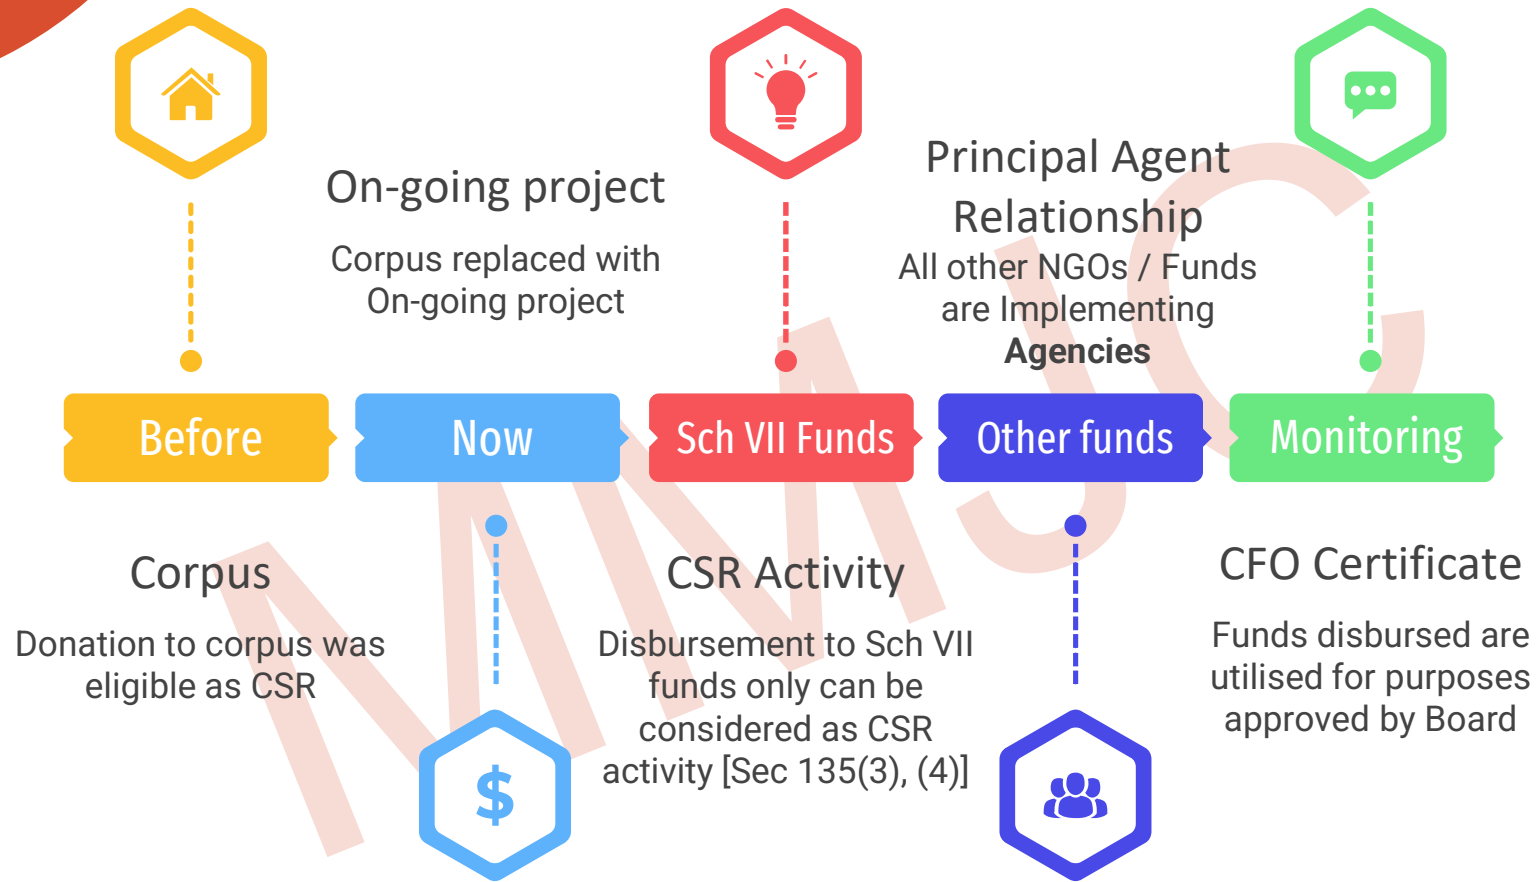 On-going project
Corpus replaced with
On-going project
Principal Agent
Relationship
All other NGOs / Funds
are Implementing
Agencies
Before
Now
Sch VII Funds
Other funds
Monitoring
Corpus
Donation to corpus was
eligible as CSR
$
CSR Activity
Disbursement to Sch VII
funds only can be
considered as CSR
activity [Sec 135(3), (4)]
CFO Certificate
Funds disbursed are
utilised for purposes
approved by Board
MMJC